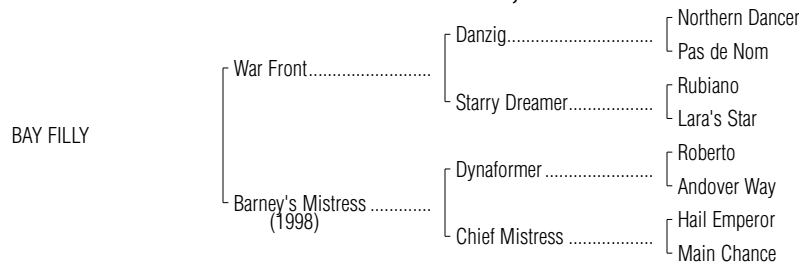 Northern Dancer
Danzig..............................
Pas de Nom
War Front..........................
Rubiano
Starry Dreamer..................
Lara's Star
BAY FILLY
Roberto
Dynaformer.......................
Andover Way
Barney's Mistress.............
(1998)
Hail Emperor
Chief Mistress..................
Main Chance